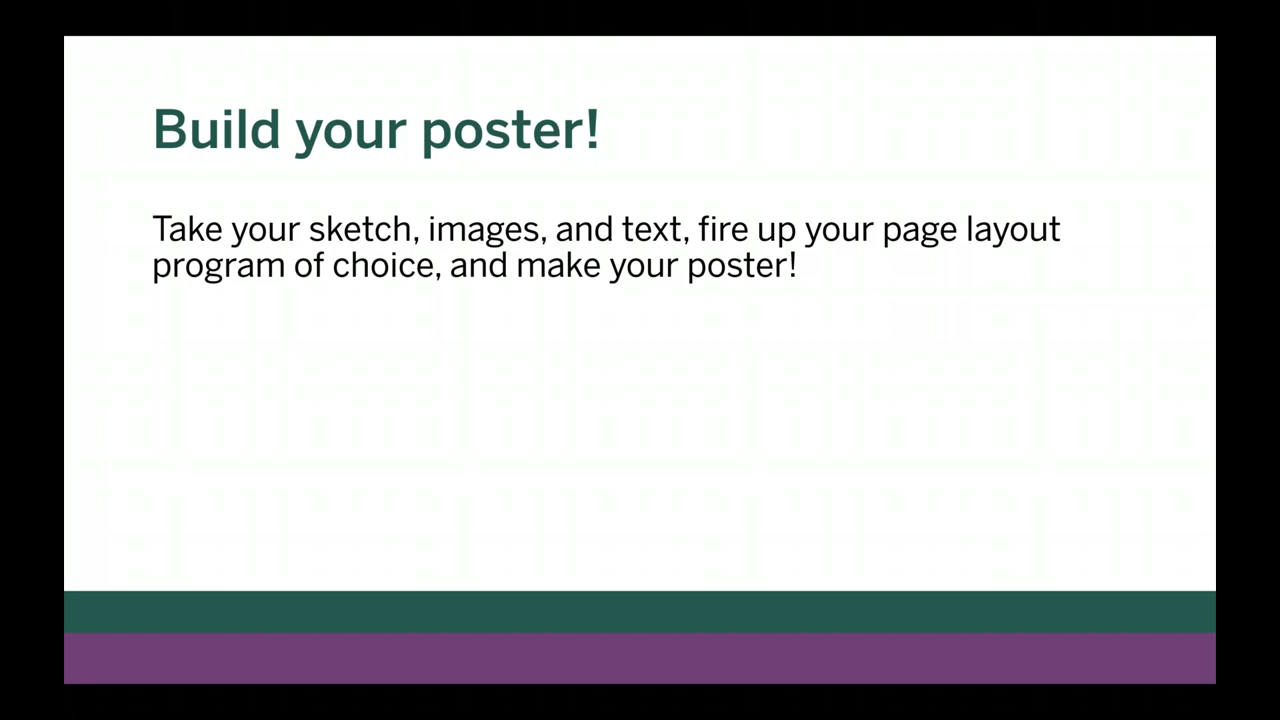 Build your poster!
Take your sketch, images, and text, fire up your page layout
program of choice, and make your poster!